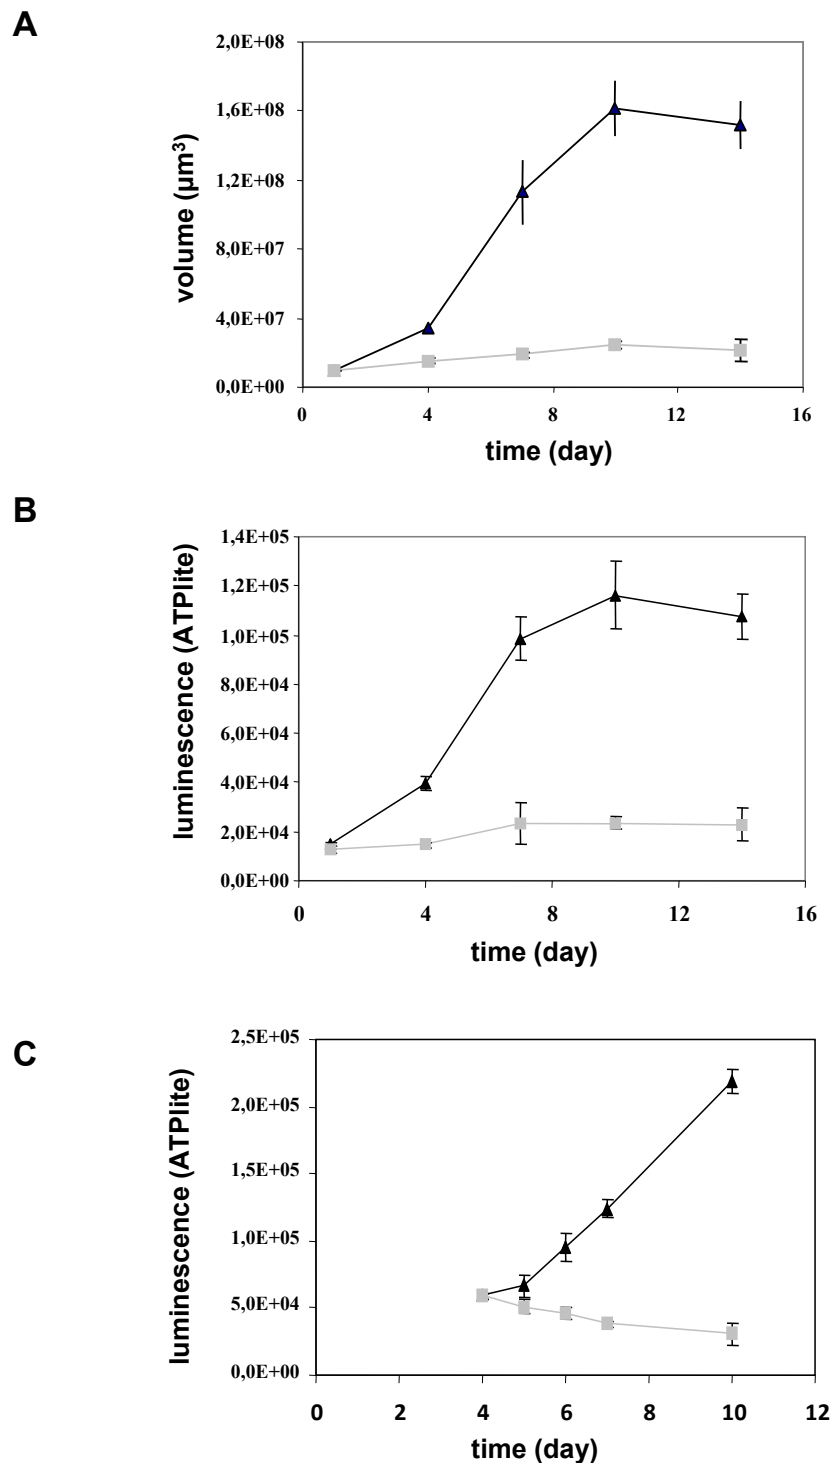 A
2,0E+08
1,6E+08
1,2E+08
8,0E+07
4,0E+07
0,0E+00
volume (µm³)
0 4 8 12 16
time (day)
B
1,4E+05
1,2E+05
1,0E+05
8,0E+04
6,0E+04
4,0E+04
2,0E+04
0,0E+00
luminescence (ATPlite)
0 4 8 12 16
time (day)
C
2,5E+05
2,0E+05
1,5E+05
1,0E+05
5,0E+04
0,0E+00
luminescence (ATPlite)
0 2 4 6 8 10 12
time (day)